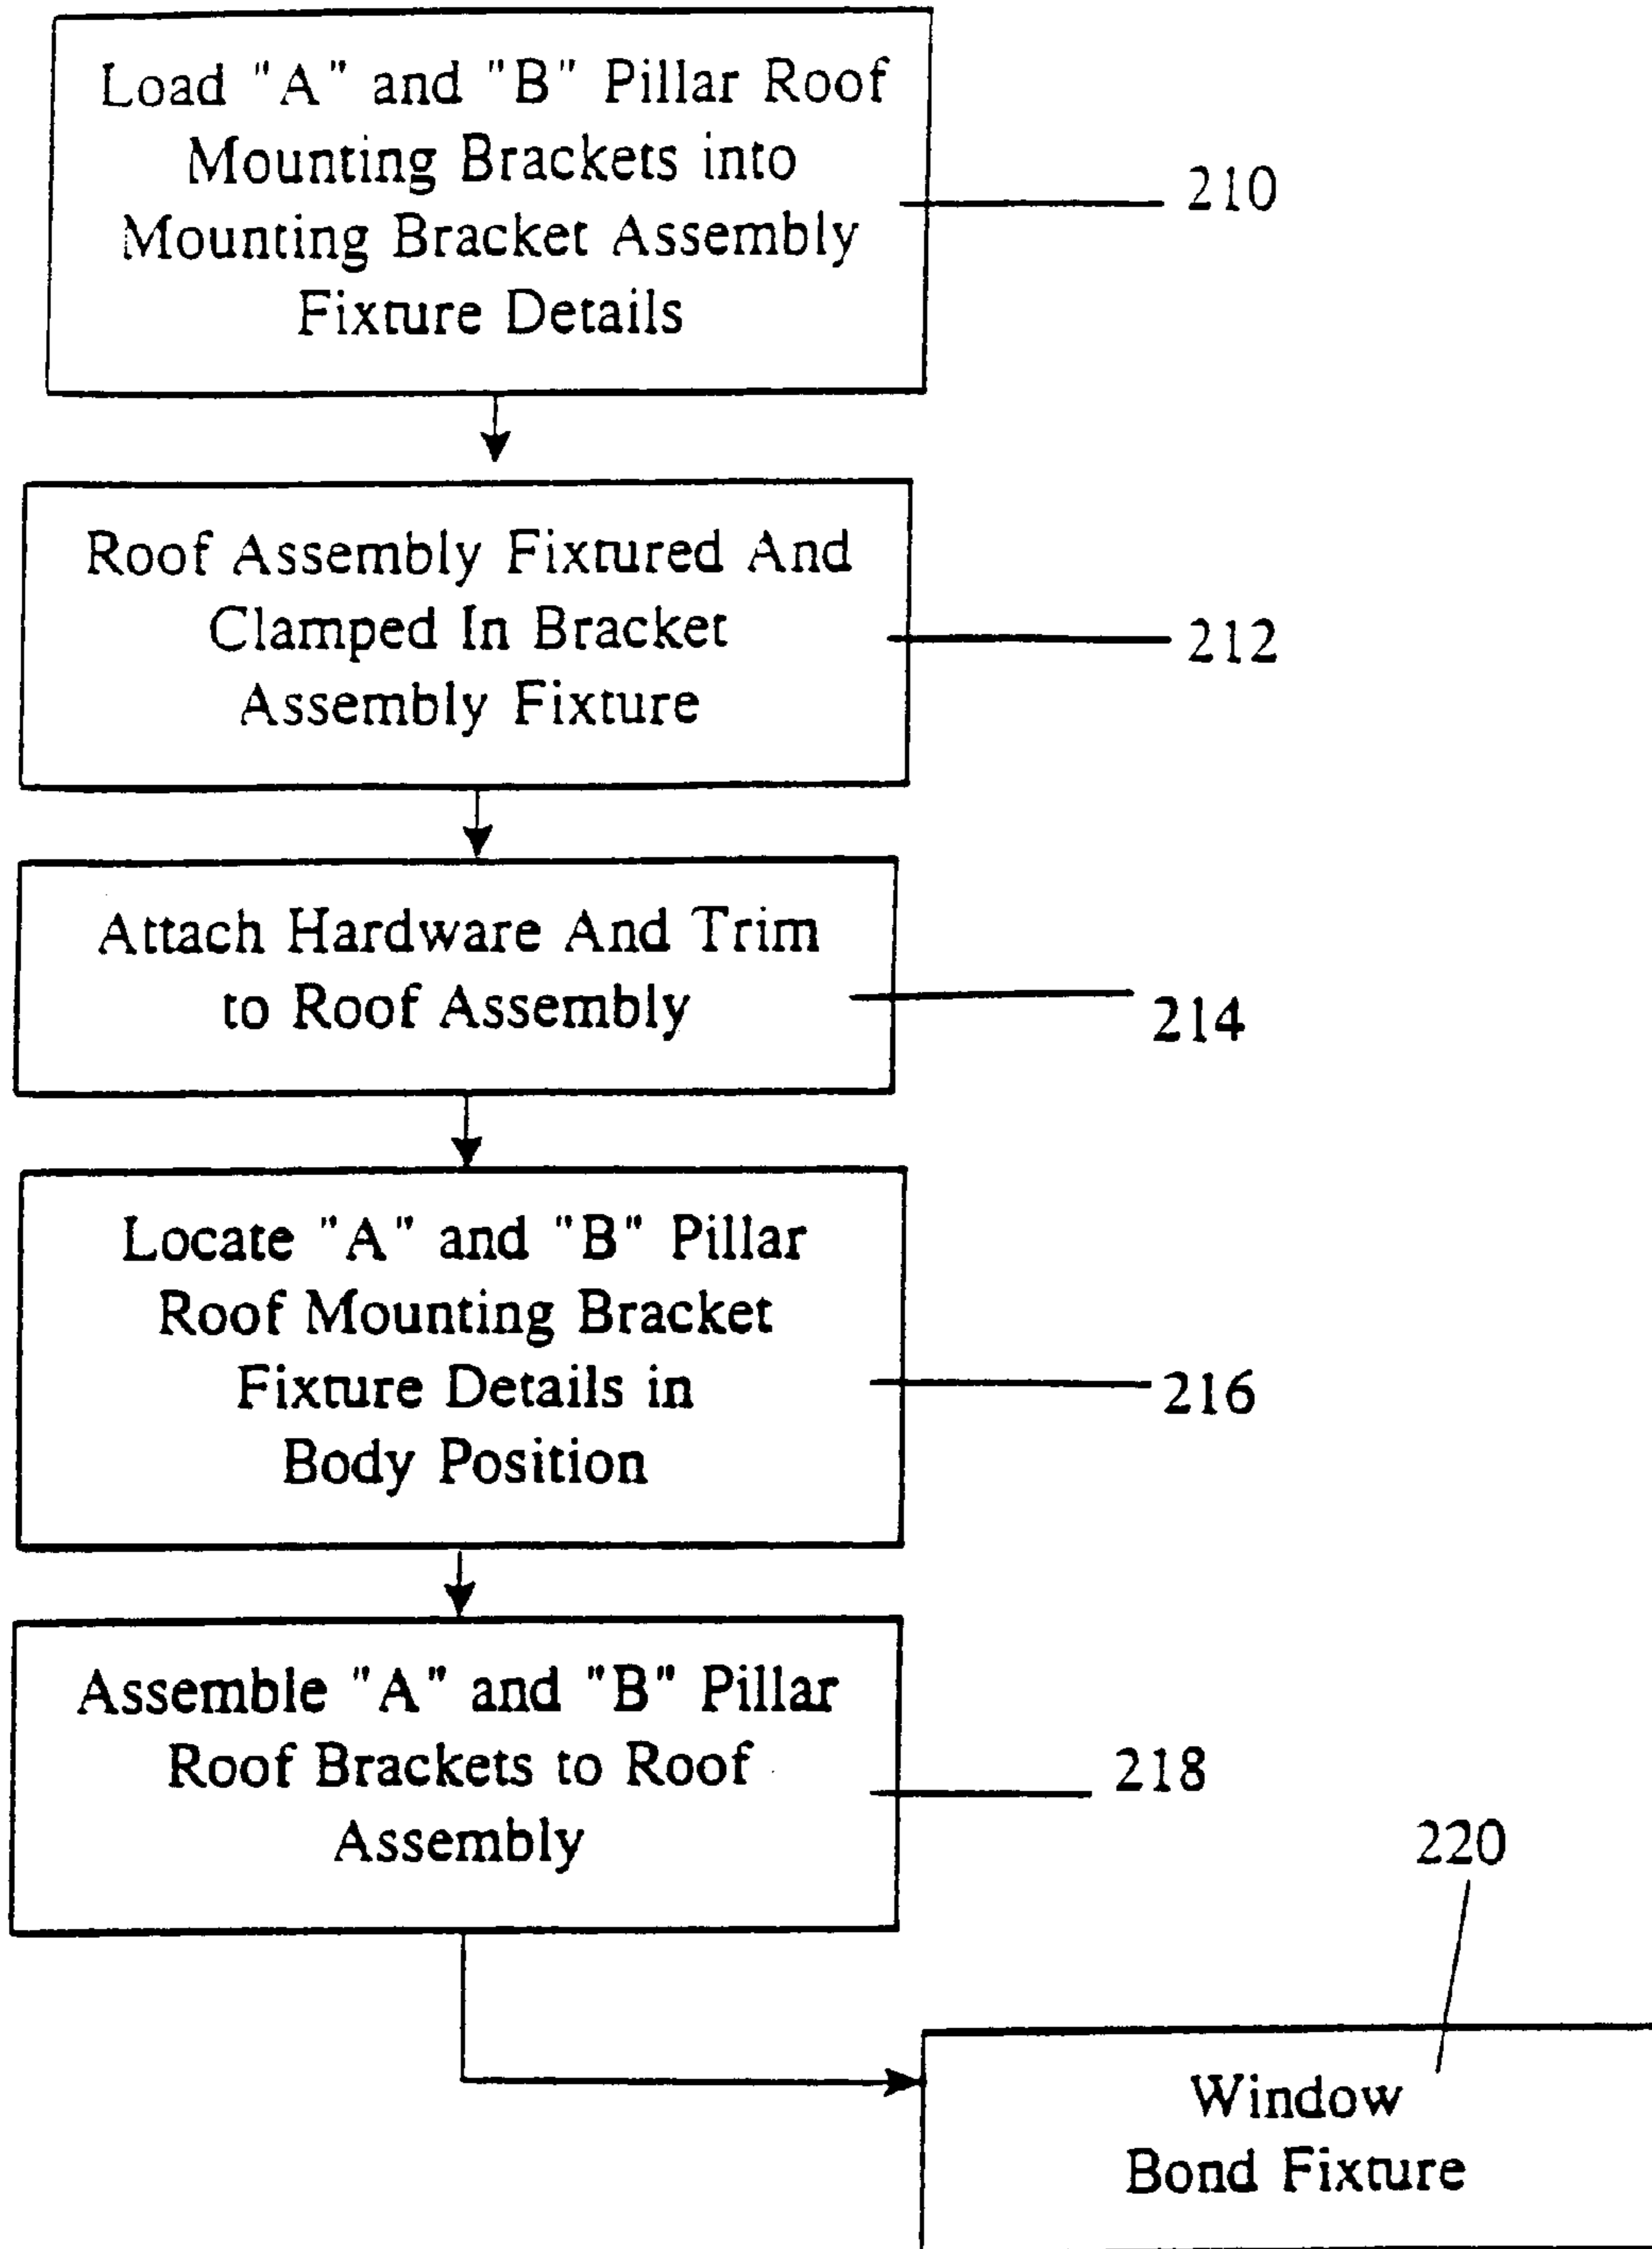 Load "A" and "B" Pillar Roof
Mounting Brackets into
Mounting Bracket Assembly
Fixture Details
210
Roof Assembly Fixtured And
Clamped In Bracket
Assembly Fixture
212
Attach Hardware And Trim
to Roof Assembly
214
Locate "A" and "B" Pillar
Roof Mounting Bracket
Fixture Details in
Body Position
216
Assemble "A" and "B" Pillar
Roof Brackets to Roof
Assembly
218
220
Window
Bond Fixture